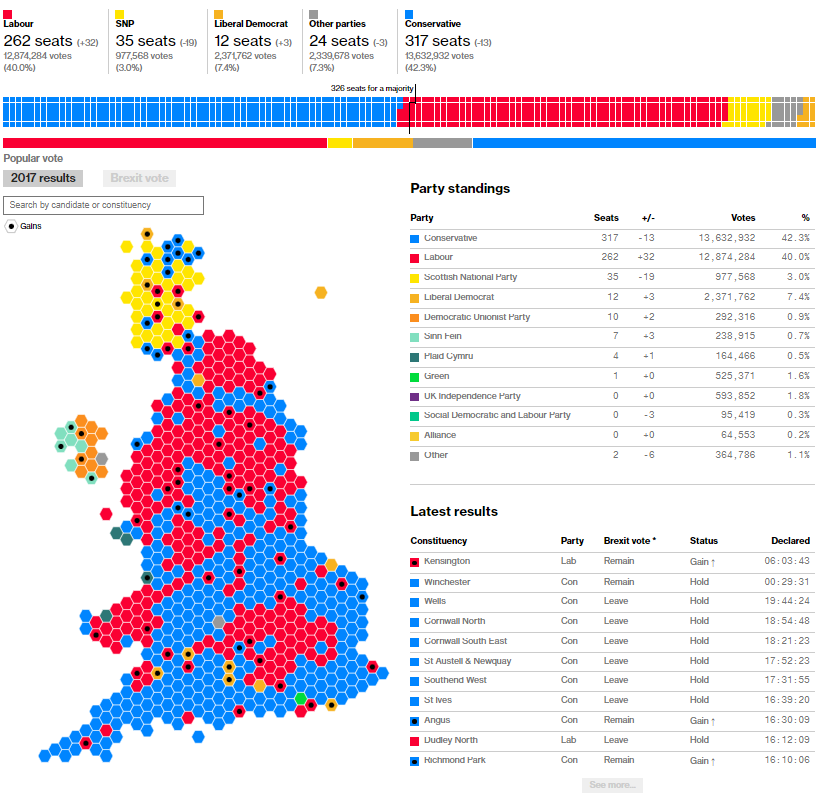 Labour
262 seats (+32)
12,874,284 votes
(40.0%)
SNP
35 seats (-19)
977,568 votes
(3.0%)
Liberal Democrat
12 seats (+3)
2,371,762 votes
(7.4%)
Other parties
24 seats (-3)
2,339,678 votes
(7.3%)
Conservative
317 seats (-13)
13,632,932 votes
(42.3%)
326 seats for a majority
Popular vote
2017 results Brexit vote
Search by candidate or constituency
Gains
Party standings
Party Seats +/- Votes %
Conservative 317 -13 13,632,932 42.3%
Labour 262 +32 12,874,284 40.0%
Scottish National Party 35 -19 977,568 3.0%
Liberal Democrat 12 +3 2,371,762 7.4%
Democratic Unionist Party 10 +2 292,316 0.9%
Sinn Fein 7 +3 238,915 0.7%
Plaid Cymru 4 +1 164,466 0.5%
Green 1 +0 525,371 1.6%
UK Independence Party 0 +0 593,852 1.8%
Social Democratic and Labour Party 0 -3 95,419 0.3%
Alliance 0 +0 64,553 0.2%
Other 2 -6 364,786 1.1%
Latest results
Constituency Party Brexit vote * Status Declared
Kensington Lab Remain Gain ↑ 06:03:43
Winchester Con Remain Hold 00:29:31
Wells Con Leave Hold 19:44:24
Cornwall North Con Leave Hold 18:54:48
Cornwall South East Con Leave Hold 18:21:23
St Austell & Newquay Con Leave Hold 17:52:23
Southend West Con Leave Hold 17:31:55
St Ives Con Leave Hold 16:39:20
Angus Con Remain Gain ↑ 16:30:09
Dudley North Lab Leave Hold 16:12:09
Richmond Park Con Remain Gain ↑ 16:10:06
See more...